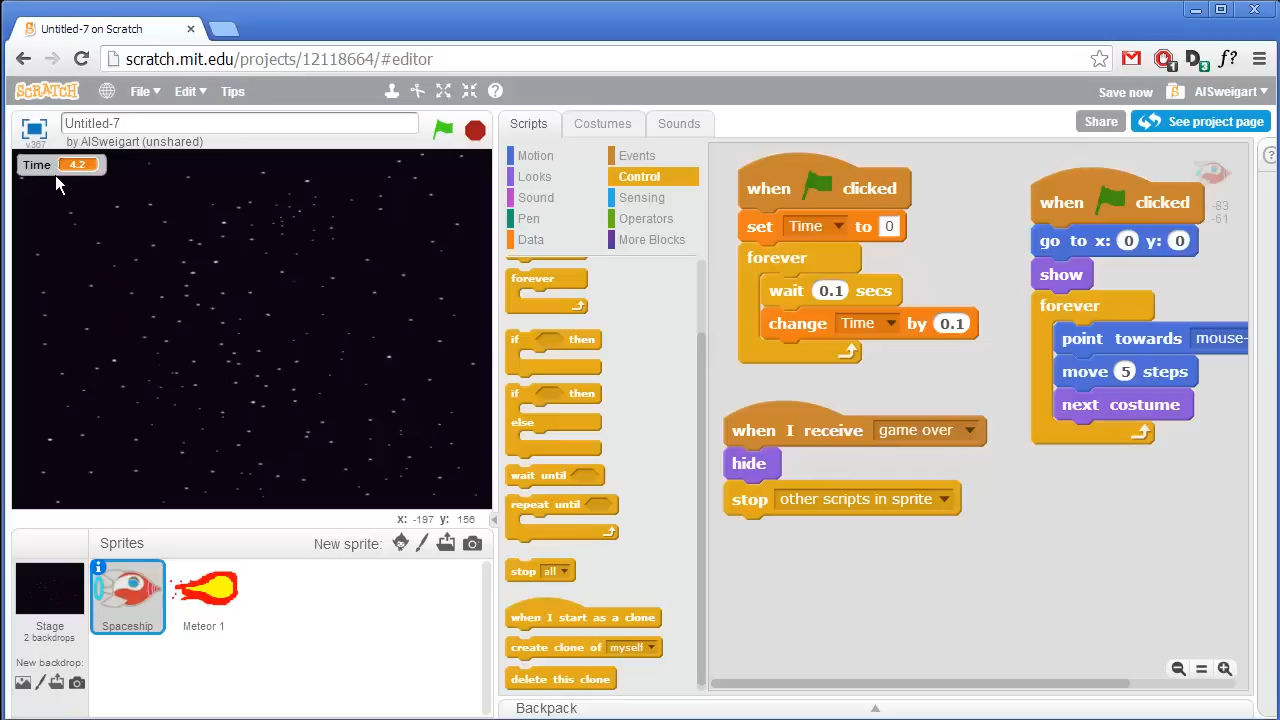 Untitled-7 on Scratch
scratch.mit.edu/projects/12118664/#editor
1
D
3
f?
SCRATCH
File
Edit
Tips
Save now
AlSweigart
v367
Untitled-7
by AlSweigart (unshared)
Share
See project page
Time 4.2
x: -197 y: 156
Sprites
New sprite:
Stage
2 backdrops
New backdrop:
Spaceship
Meteor 1
Scripts
Costumes
Sounds
Motion
Looks
Sound
Pen
Data
Events
Control
Sensing
Operators
More Blocks
forever
if then
if then
else
wait until
repeat until
stop all
when I start as a clone
create clone of myself
delete this clone
when clicked
set Time to 0
forever
wait 0.1 secs
change Time by 0.1
when I receive game over
hide
stop other scripts in sprite
when clicked
go to x: 0 y: 0
show
forever
point towards mouse-
move 5 steps
next costume
-83
-61
Backpack